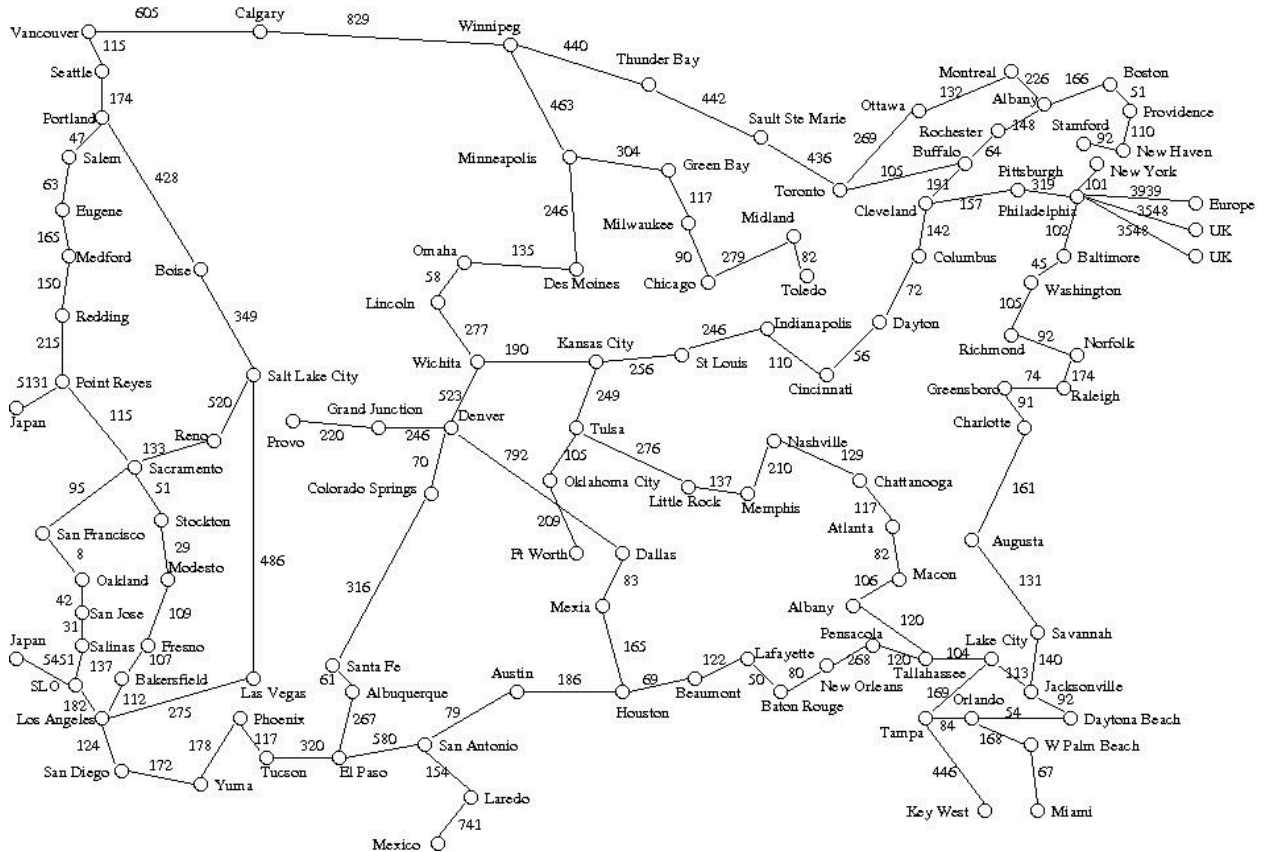 605
Calgary
829
Winnipeg
Vancouver
115
440
Thunder Bay
Seattle
174
463
442
Montreal
226
166
Boston
132
Albany
51
Portland
Sault Ste Marie
Ottawa
Providence
47
Rochester
148
Stamford
110
269
92
Salem
Minneapolis
304
Green Bay
436
Buffalo
64
New Haven
428
105
Pittsburgh
New York
63
Toronto
191
319
101
3939
117
Cleveland
157
Philadelphia
Europe
Eugene
246
Midland
3548
Milwaukee
3548
UK
165
142
102
Omaha
135
90
279
82
Medford
Boise
Columbus
45
Baltimore
UK
58
Des Moines
Chicago
Toledo
150
72
Washington
Lincoln
105
Redding
349
277
Kansas City
246
Indianapolis
Dayton
92
215
190
St Louis
110
56
Richmond
Norfolk
Wichita
256
5131
Point Reyes
Salt Lake City
Cincinnati
74
174
Greensboro
Raleigh
523
249
91
Japan
115
520
Grand Junction
Denver
Charlotte
Reno
Provo
220
246
Tulsa
Nashville
133
792
276
129
Sacramento
70
105
210
95
51
Colorado Springs
Oklahoma City
137
Chattanooga
161
Little Rock
Memphis
117
Stockton
209
Atlanta
San Francisco
29
Augusta
8
Modesto
486
Ft Worth
Dallas
82
Oakland
316
83
Macon
131
42
109
106
San Jose
Mexia
Albany
120
31
Japan
Salinas
Fresno
165
Pensacola
Lake City
Savannah
5451
137
107
Santa Fe
Lafayette
104
SLO
Bakersfield
61
Austin
122
268
120
Tallahassee
113
140
182
112
Las Vegas
Albuquerque
186
69
50
80
New Orleans
169
Jacksonville
Beaumont
Los Angeles
275
Phoenix
267
79
Houston
Baton Rouge
Orlando
54
92
Daytona Beach
124
178
117
320
580
San Antonio
Tampa
84
168
San Diego
172
Tucson
El Paso
W Palm Beach
Yuma
154
446
67
Laredo
Key West
Miami
741
Mexico